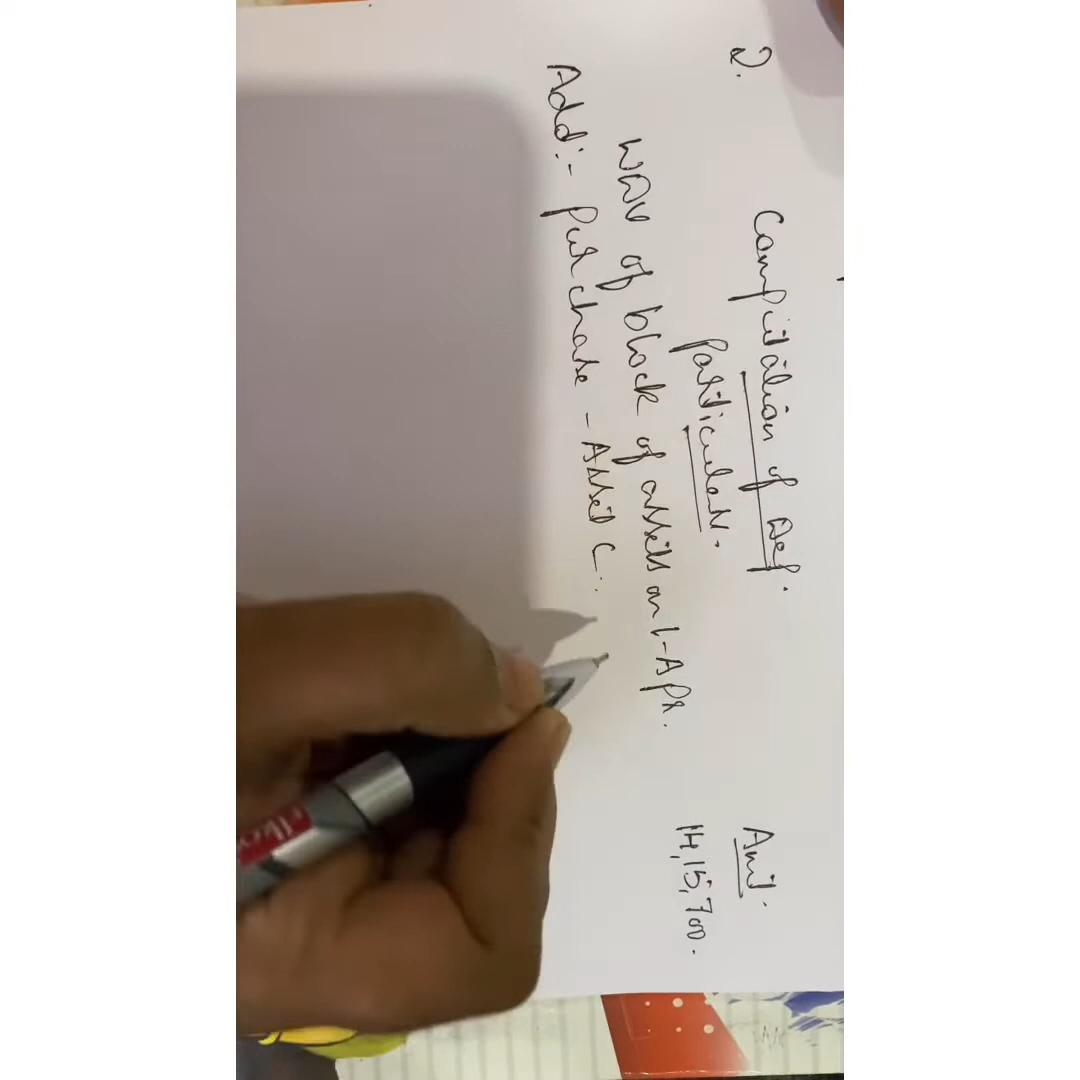 2. Computation of Dep.
Particular. Amt.
WDV of block of assets on 1-Apr. 14,15,700.
Add:- Purchase - Asset C.